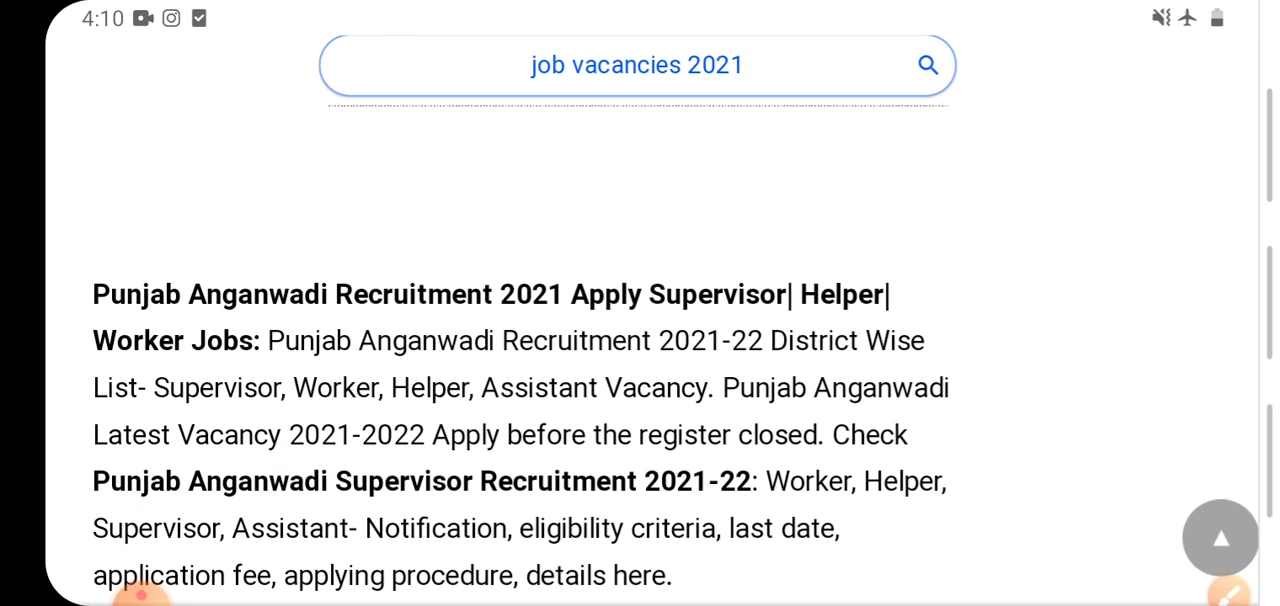 4:10
job vacancies 2021
Punjab Anganwadi Recruitment 2021 Apply Supervisor| Helper|
Worker Jobs: Punjab Anganwadi Recruitment 2021-22 District Wise
List- Supervisor, Worker, Helper, Assistant Vacancy. Punjab Anganwadi
Latest Vacancy 2021-2022 Apply before the register closed. Check
Punjab Anganwadi Supervisor Recruitment 2021-22: Worker, Helper,
Supervisor, Assistant- Notification, eligibility criteria, last date,
application fee, applying procedure, details here.